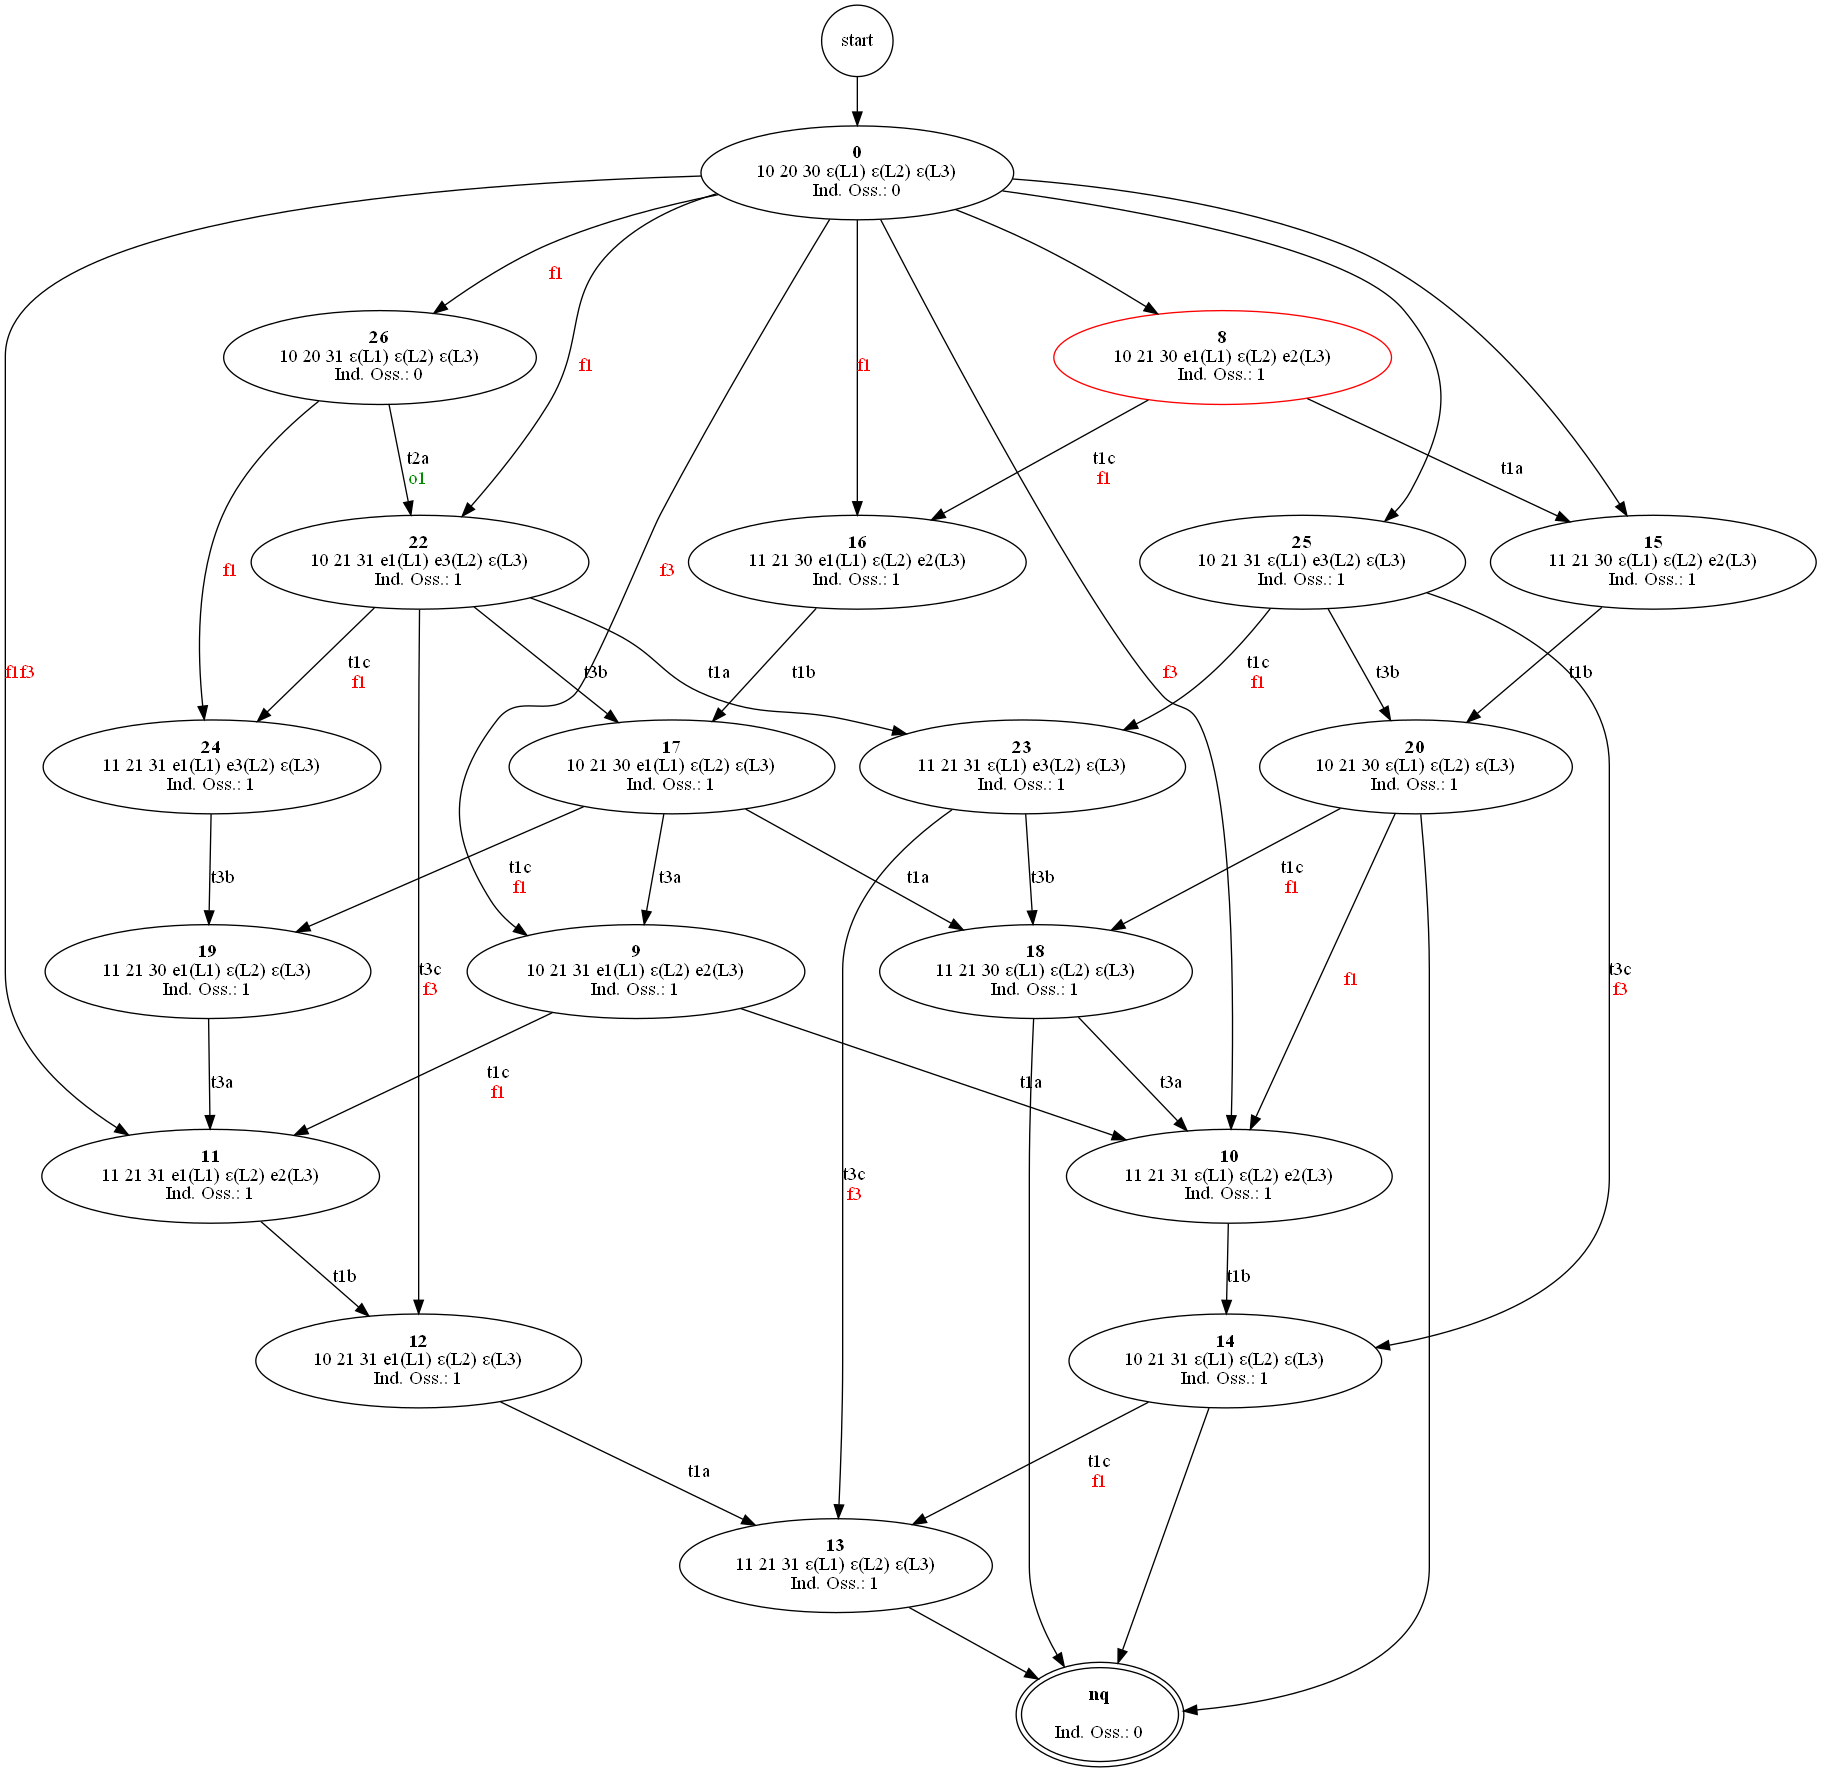 start
0
10 20 30 ε(L1) ε(L2) ε(L3)
Ind. Oss.: 0
f1
26
10 20 31 ε(L1) ε(L2) ε(L3)
Ind. Oss.: 0
f1
f1
8
10 21 30 e1(L1) ε(L2) e2(L3)
Ind. Oss.: 1
t2a
o1
t1c
f1
t1a
22
10 21 31 e1(L1) e3(L2) ε(L3)
Ind. Oss.: 1
16
11 21 30 e1(L1) ε(L2) e2(L3)
Ind. Oss.: 1
25
10 21 31 ε(L1) e3(L2) ε(L3)
Ind. Oss.: 1
15
11 21 30 ε(L1) ε(L2) e2(L3)
Ind. Oss.: 1
f1
f3
f1f3
t1c
f1
t3b
t1a
t1b
f3
t1c
f1
t3b
t1b
24
11 21 31 e1(L1) e3(L2) ε(L3)
Ind. Oss.: 1
17
10 21 30 e1(L1) ε(L2) ε(L3)
Ind. Oss.: 1
23
11 21 31 ε(L1) e3(L2) ε(L3)
Ind. Oss.: 1
20
10 21 30 ε(L1) ε(L2) ε(L3)
Ind. Oss.: 1
t3b
t1c
f1
t3a
t1a
t3b
t1c
f1
19
11 21 30 e1(L1) ε(L2) ε(L3)
Ind. Oss.: 1
t3c
f3
9
10 21 31 e1(L1) ε(L2) e2(L3)
Ind. Oss.: 1
18
11 21 30 ε(L1) ε(L2) ε(L3)
Ind. Oss.: 1
f1
t3c
f3
t3a
t1c
f1
t1a
t3a
11
11 21 31 e1(L1) ε(L2) e2(L3)
Ind. Oss.: 1
t3c
f3
10
11 21 31 ε(L1) ε(L2) e2(L3)
Ind. Oss.: 1
t1b
t1b
12
10 21 31 e1(L1) ε(L2) ε(L3)
Ind. Oss.: 1
14
10 21 31 ε(L1) ε(L2) ε(L3)
Ind. Oss.: 1
t1a
t1c
f1
13
11 21 31 ε(L1) ε(L2) ε(L3)
Ind. Oss.: 1
nq
Ind. Oss.: 0